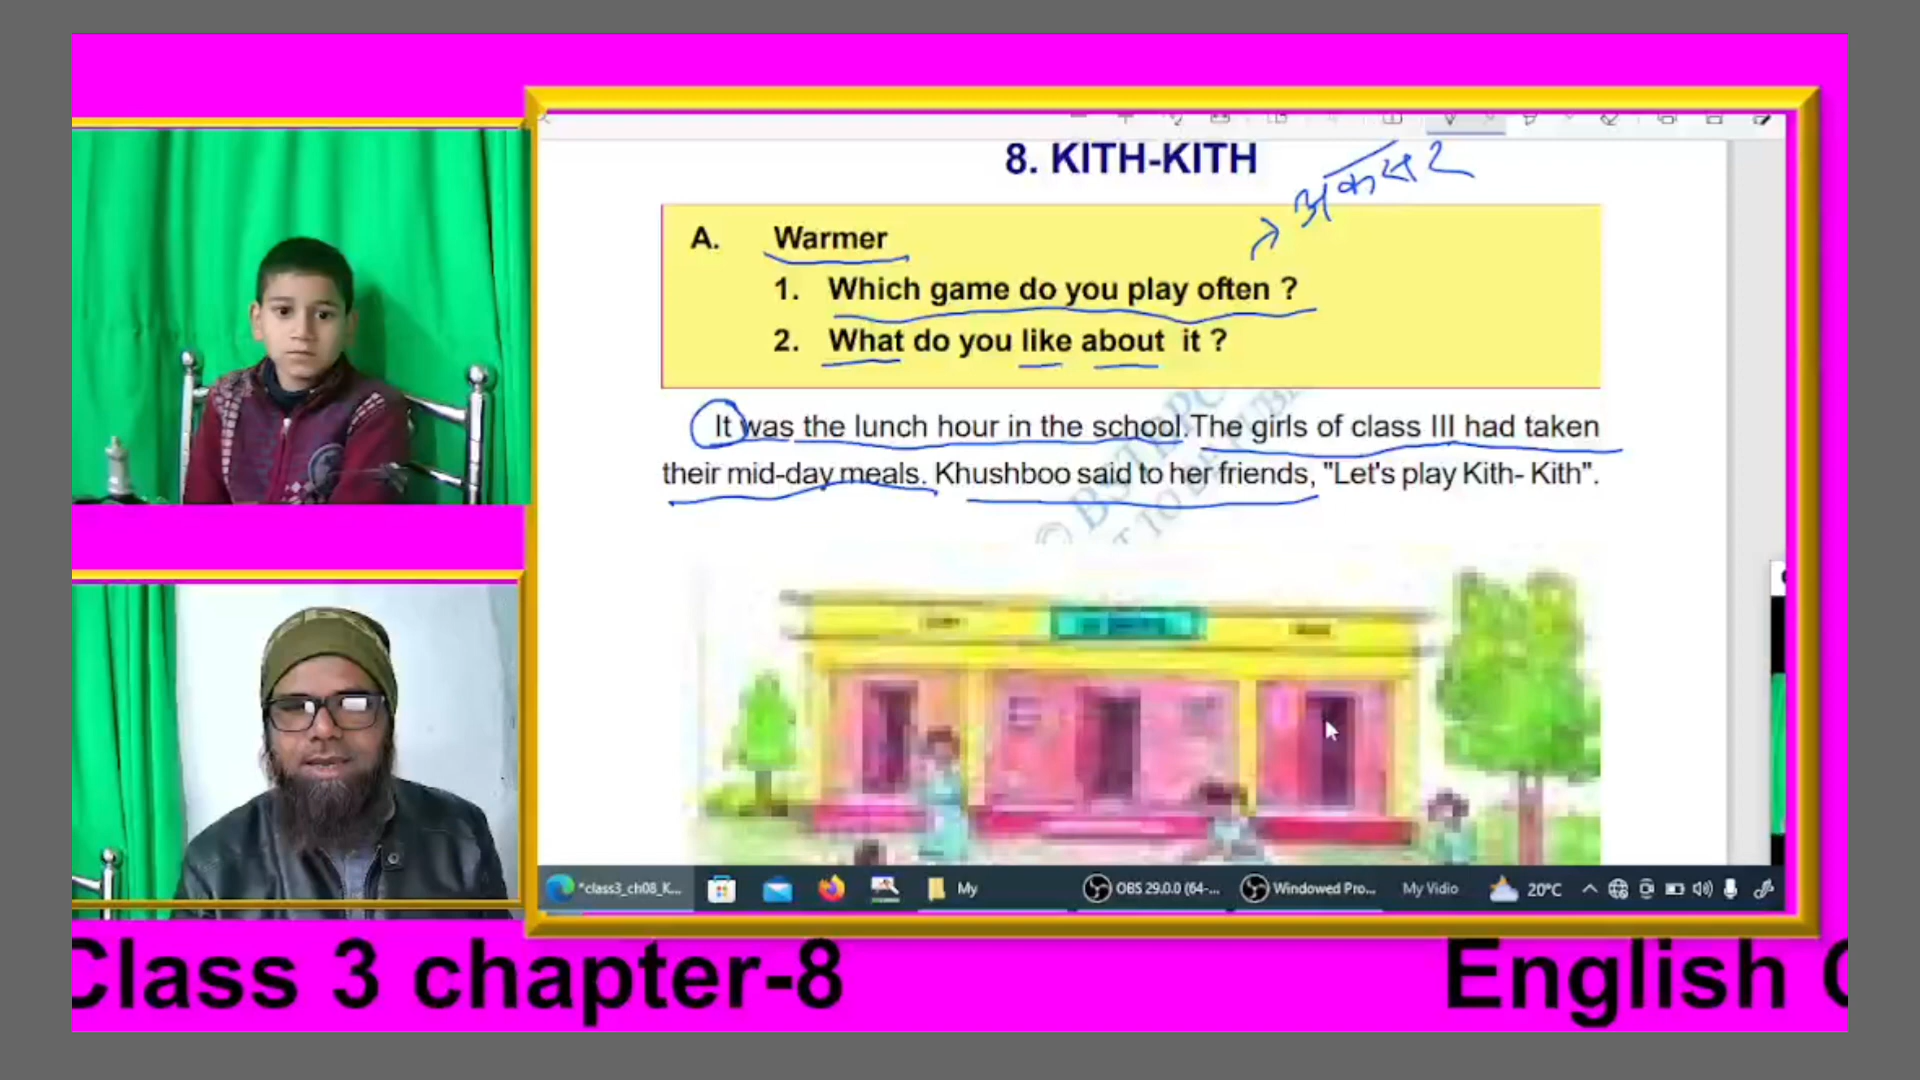 8. KITH-KITH
अकसर
A. Warmer
1. Which game do you play often ?
2. What do you like about it ?
It was the lunch hour in the school.The girls of class III had taken
their mid-day meals. Khushboo said to her friends, "Let's play Kith- Kith".
© BSTBPC
*class3_ch08_K... My OBS 29.0.0 (64-... Windowed Pro... My Vidio 20°C
Class 3 chapter-8 English